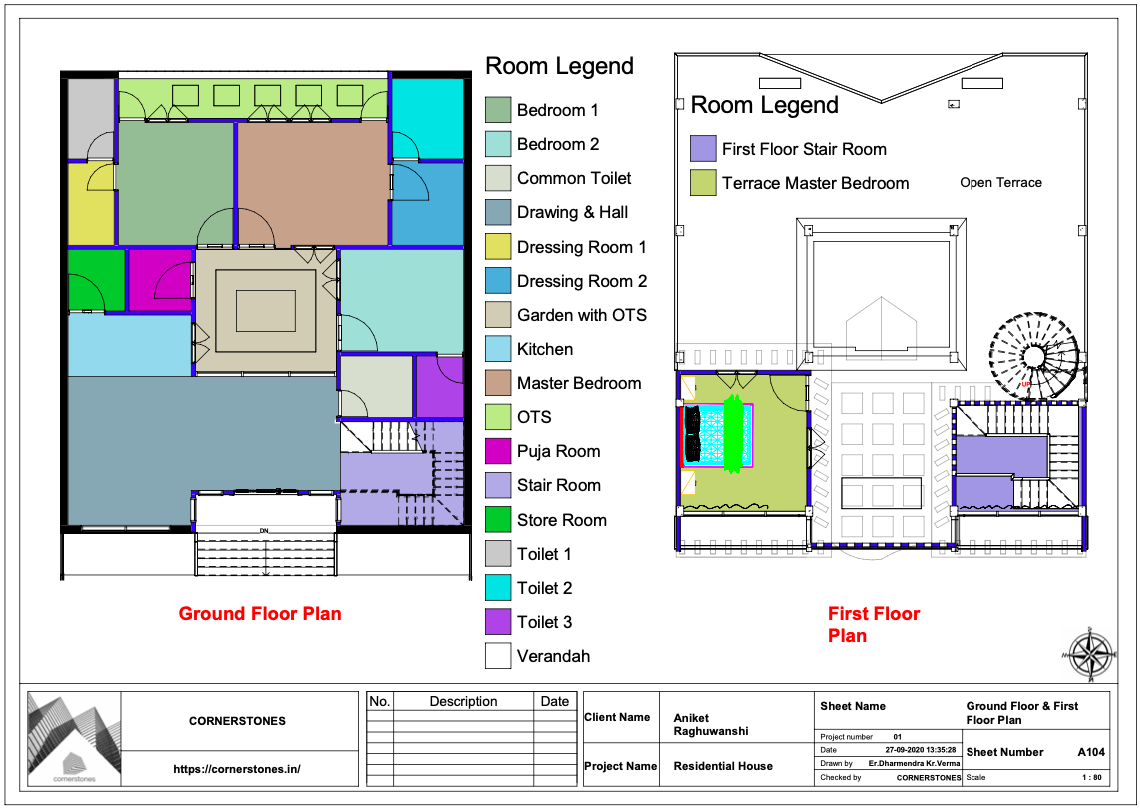 Room Legend
Bedroom 1
Bedroom 2
Common Toilet
Drawing & Hall
Dressing Room 1
Dressing Room 2
Garden with OTS
Kitchen
Master Bedroom
OTS
Puja Room
Stair Room
Store Room
Toilet 1
Toilet 2
Toilet 3
Verandah
DN
Ground Floor Plan
Room Legend
First Floor Stair Room
Terrace Master Bedroom
Open Terrace
UP
First Floor
Plan
cornerstones
CORNERSTONES
https://cornerstones.in/
No. Description Date
Client Name
Aniket
Raghuwanshi
Project Name
Residential House
Sheet Name
Ground Floor & First
Floor Plan
Project number 01
Date 27-09-2020 13:35:28
Drawn by Er.Dharmendra Kr.Verma
Checked by CORNERSTONES
Sheet Number A104
Scale 1 : 80